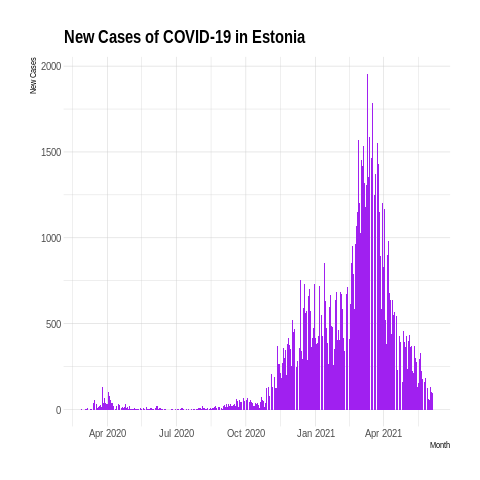 New Cases of COVID-19 in Estonia
New Cases
2000
1500
1000
500
0
Apr 2020 Jul 2020 Oct 2020 Jan 2021 Apr 2021
Month